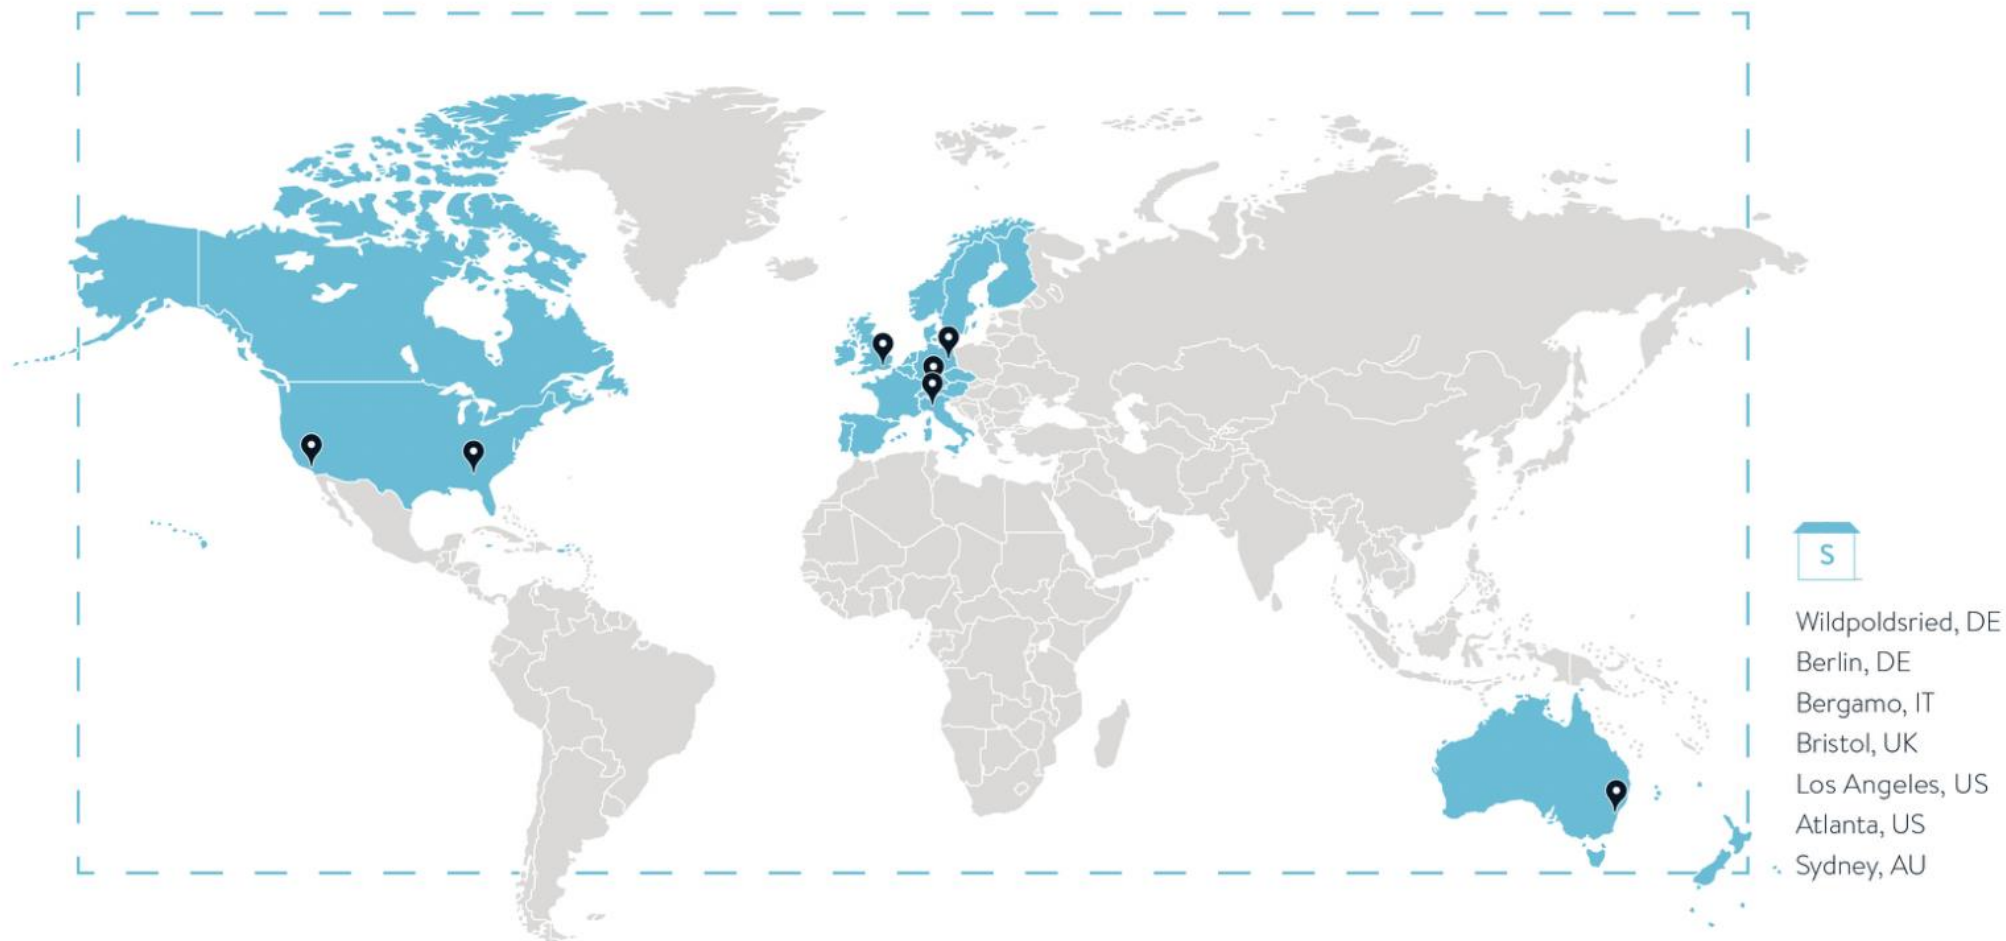 S
Wildpoldsried, DE
Berlin, DE
Bergamo, IT
Bristol, UK
Los Angeles, US
Atlanta, US
Sydney, AU